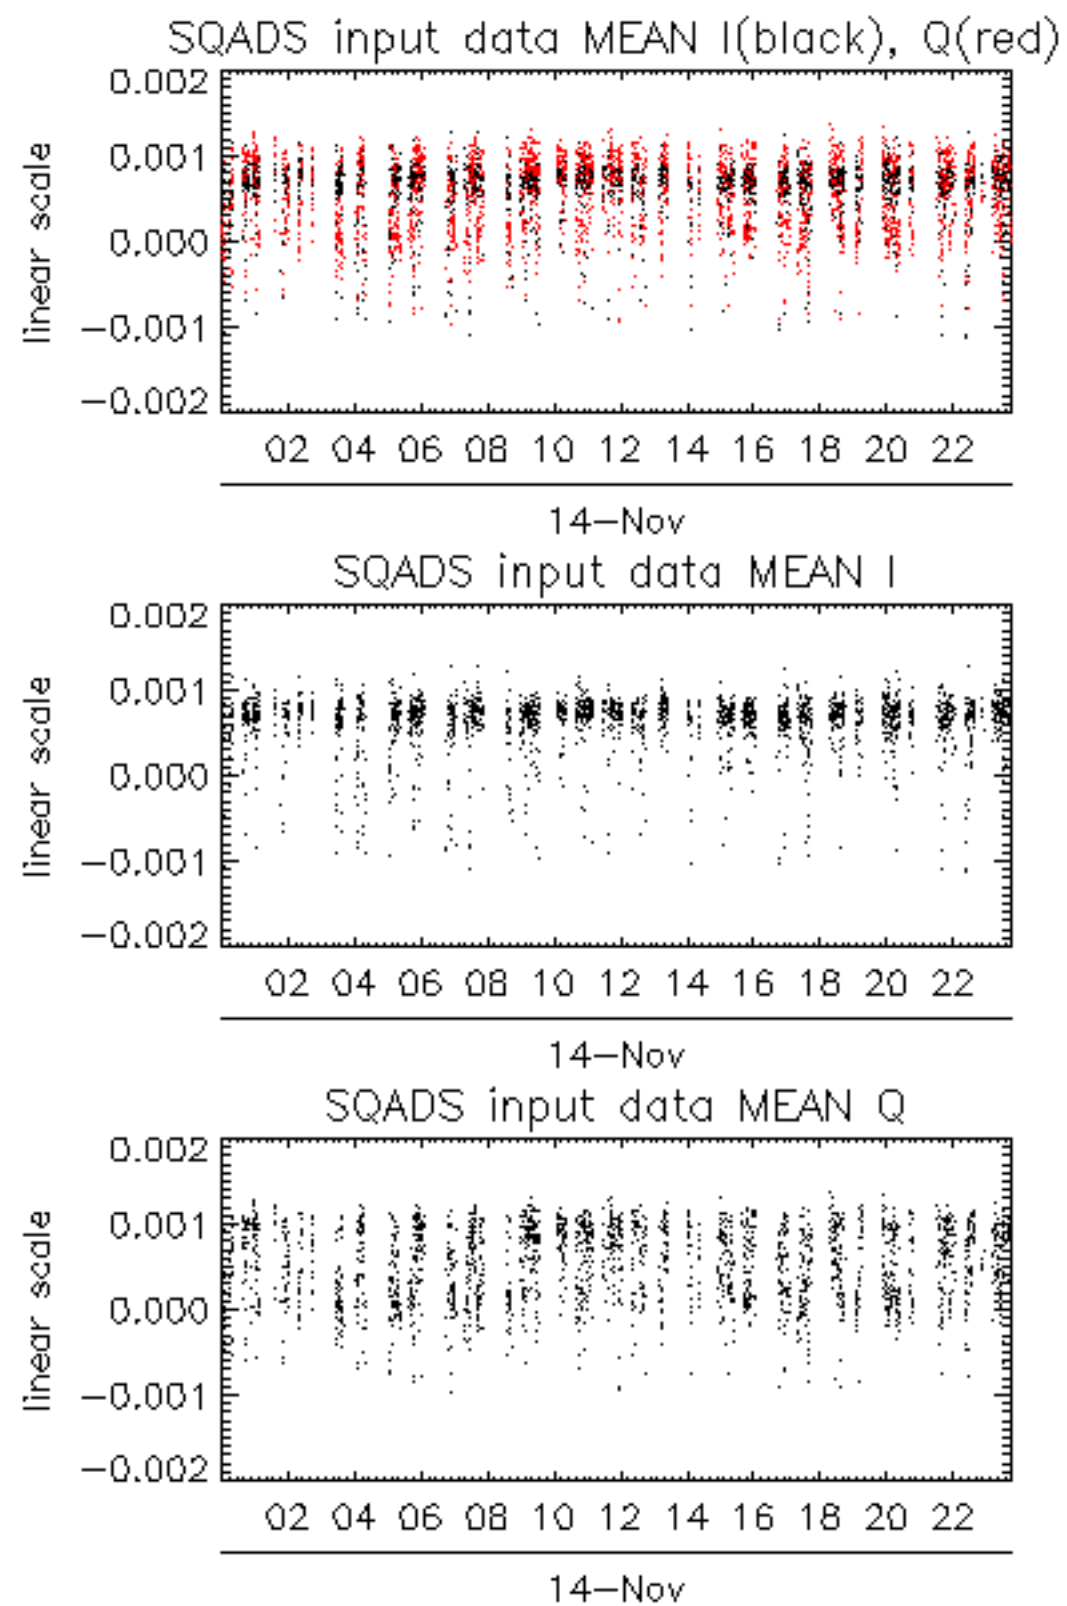 SQADS input data MEAN I(black), Q(red)
0.002
0.001
0.000
−0.001
−0.002
linear scale
02 04 06 08 10 12 14 16 18 20 22
14−Nov
SQADS input data MEAN I
0.002
0.001
0.000
−0.001
−0.002
linear scale
02 04 06 08 10 12 14 16 18 20 22
14−Nov
SQADS input data MEAN Q
0.002
0.001
0.000
−0.001
−0.002
linear scale
02 04 06 08 10 12 14 16 18 20 22
14−Nov